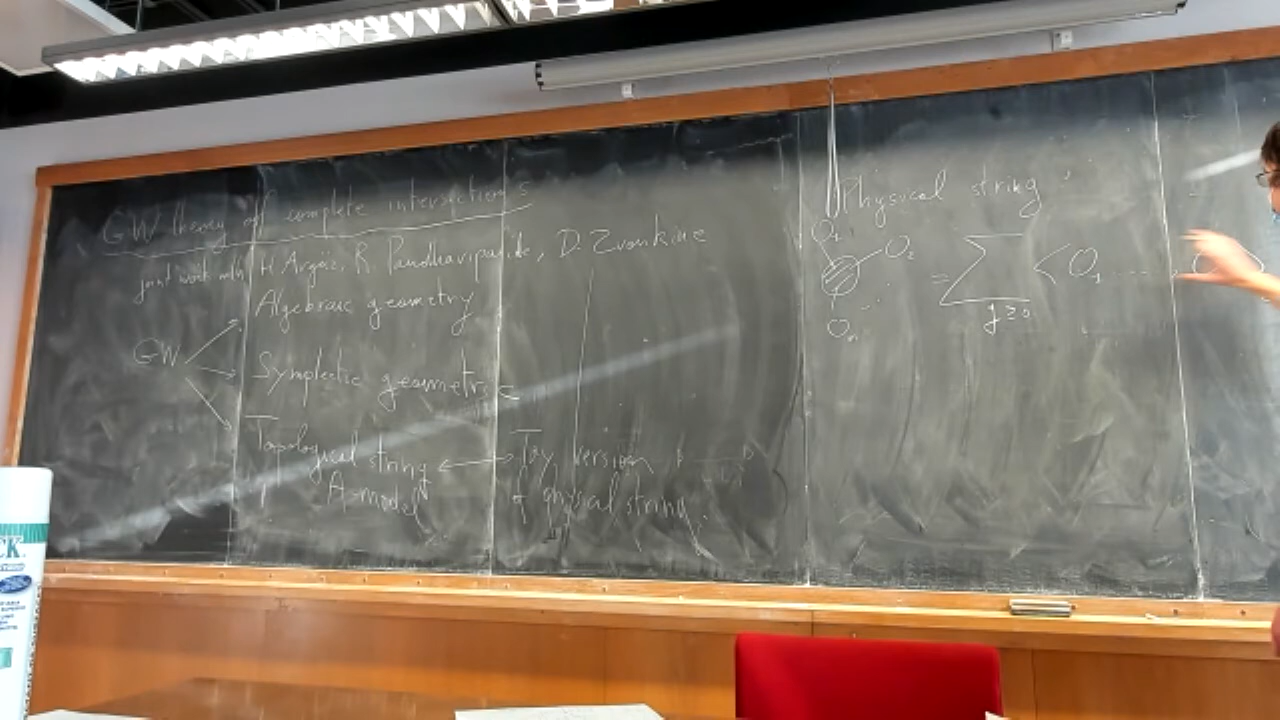 GW theory of complete intersections
joint work with H. Argüz, R. Pandharipande, D. Zvonkine
Algebraic geometry
GW
Symplectic geometry
Topological string ↔ Toy version
A-model
of physical string.
Physical string
O₁
O₂
Oₙ
= ∑ < O₁ ...... ,
g≥0
CK